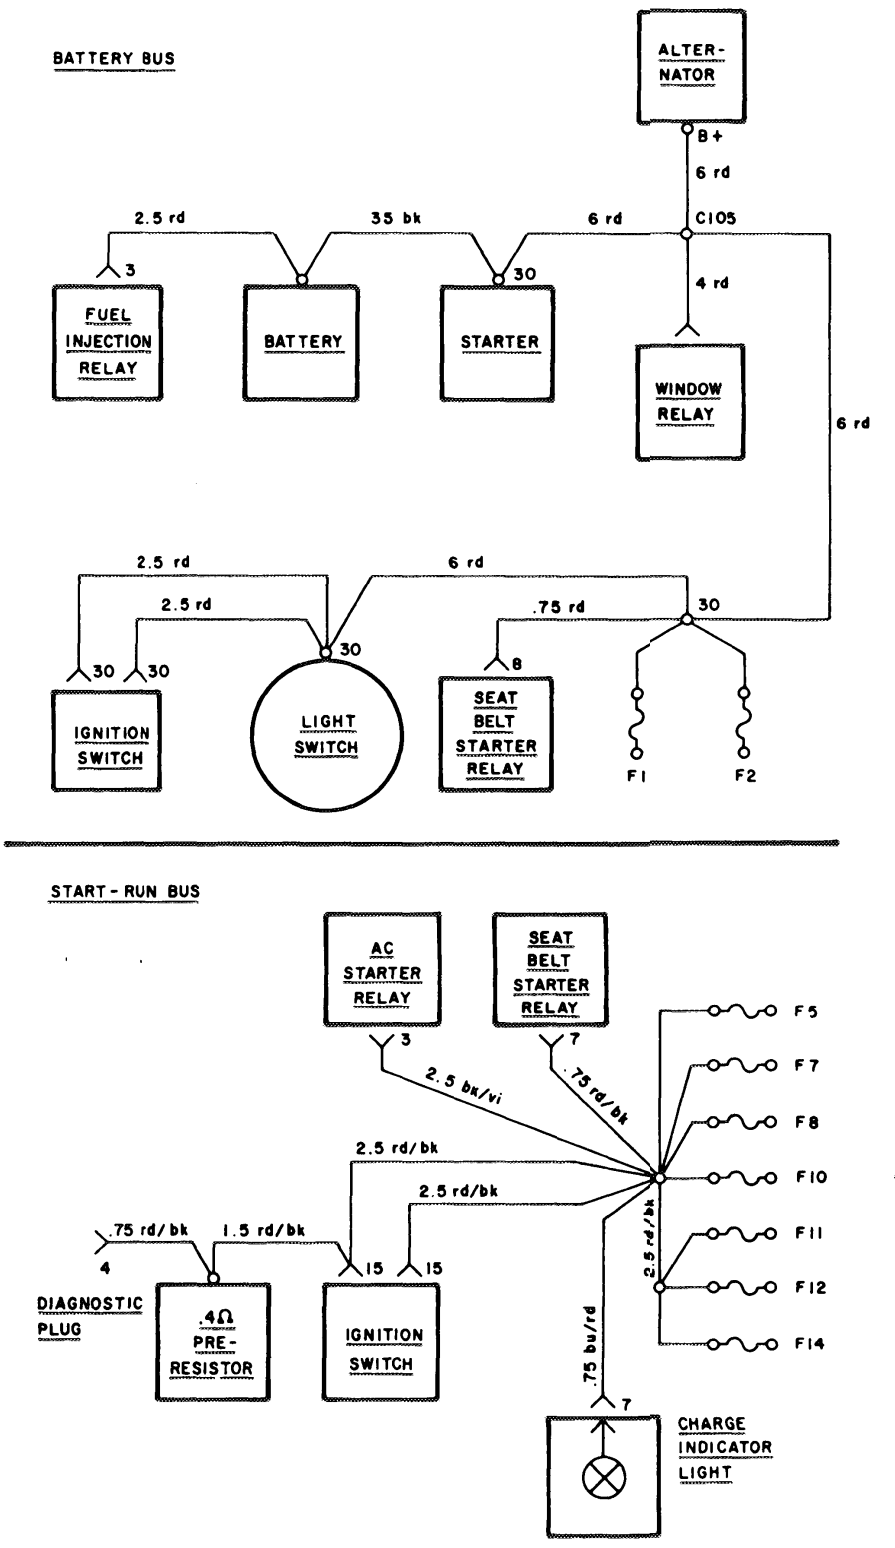 BATTERY BUS
ALTER-
NATOR
B+
6 rd
C105
2.5 rd
35 bk
6 rd
3
30
4 rd
FUEL
INJECTION
RELAY
BATTERY
STARTER
WINDOW
RELAY
6 rd
2.5 rd
6 rd
2.5 rd
.75 rd
30
30
30
30
8
IGNITION
SWITCH
LIGHT
SWITCH
SEAT
BELT
STARTER
RELAY
F1
F2
START-RUN BUS
AC
STARTER
RELAY
SEAT
BELT
STARTER
RELAY
3
7
F5
2.5 bk/vi
.75 rd/bk
F7
F8
2.5 rd/bk
F10
2.5 rd/bk
2.5 rd/bk
.75 rd/bk
1.5 rd/bk
F11
4
15
15
F12
DIAGNOSTIC
PLUG
.4Ω
PRE-
RESISTOR
IGNITION
SWITCH
.75 bu/rd
F14
7
CHARGE
INDICATOR
LIGHT